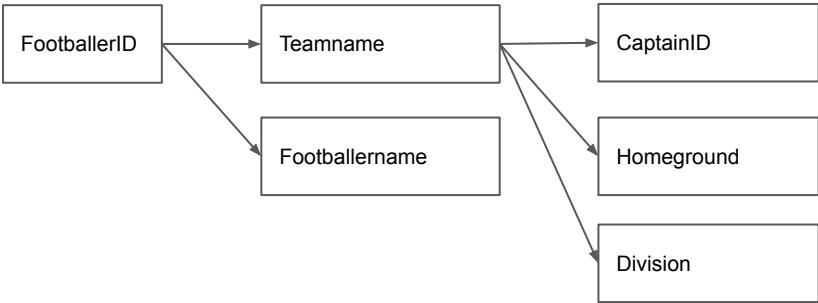 FootballerID
Teamname
CaptainID
Footballername
Homeground
Division